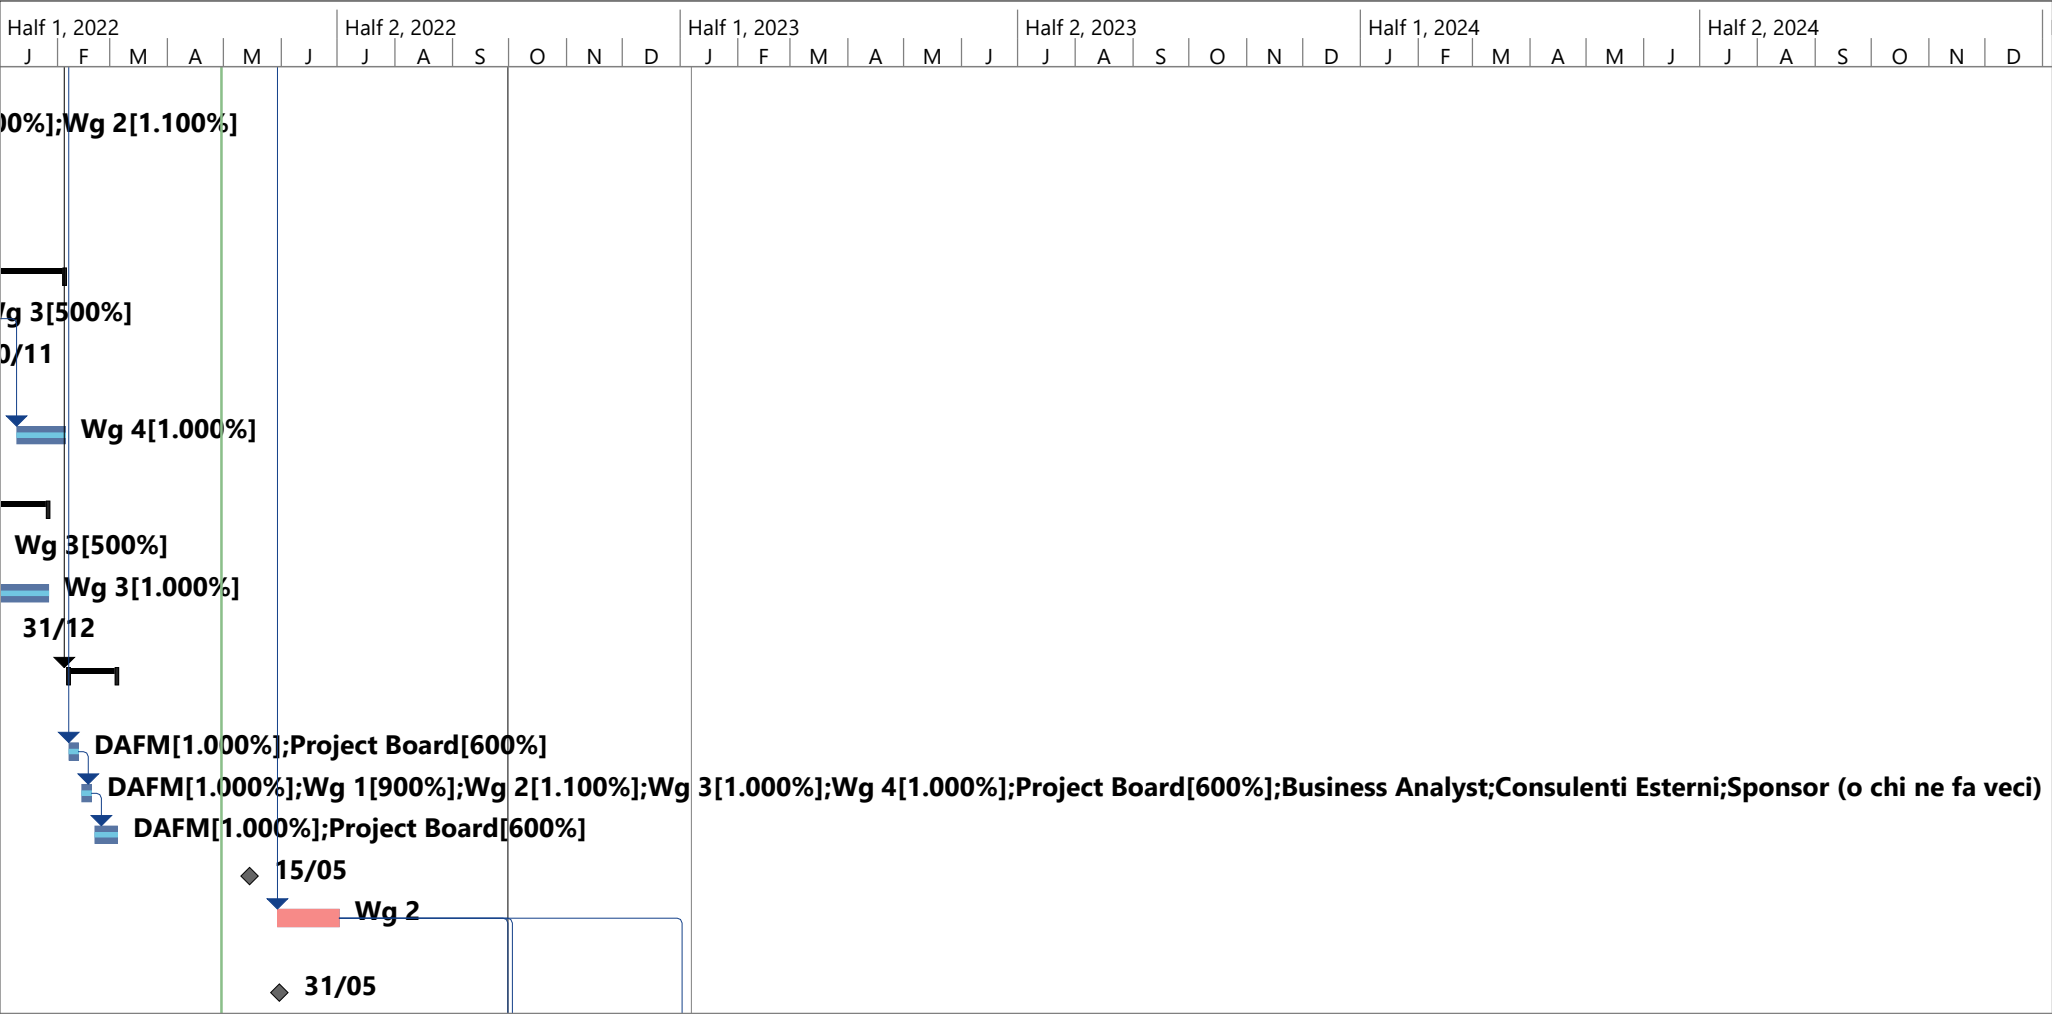 Half 1, 2022 Half 2, 2022 Half 1, 2023 Half 2, 2023 Half 1, 2024 Half 2, 2024
J F M A M J J A S O N D J F M A M J J A S O N D J F M A M J J A S O N D
00%];Wg 2[1.100%]
Wg 3[500%]
0/11
Wg 4[1.000%]
Wg 3[500%]
Wg 3[1.000%]
31/12
DAFM[1.000%];Project Board[600%]
DAFM[1.000%];Wg 1[900%];Wg 2[1.100%];Wg 3[1.000%];Wg 4[1.000%];Project Board[600%];Business Analyst;Consulenti Esterni;Sponsor (o chi ne fa veci)
DAFM[1.000%];Project Board[600%]
15/05
Wg 2
31/05